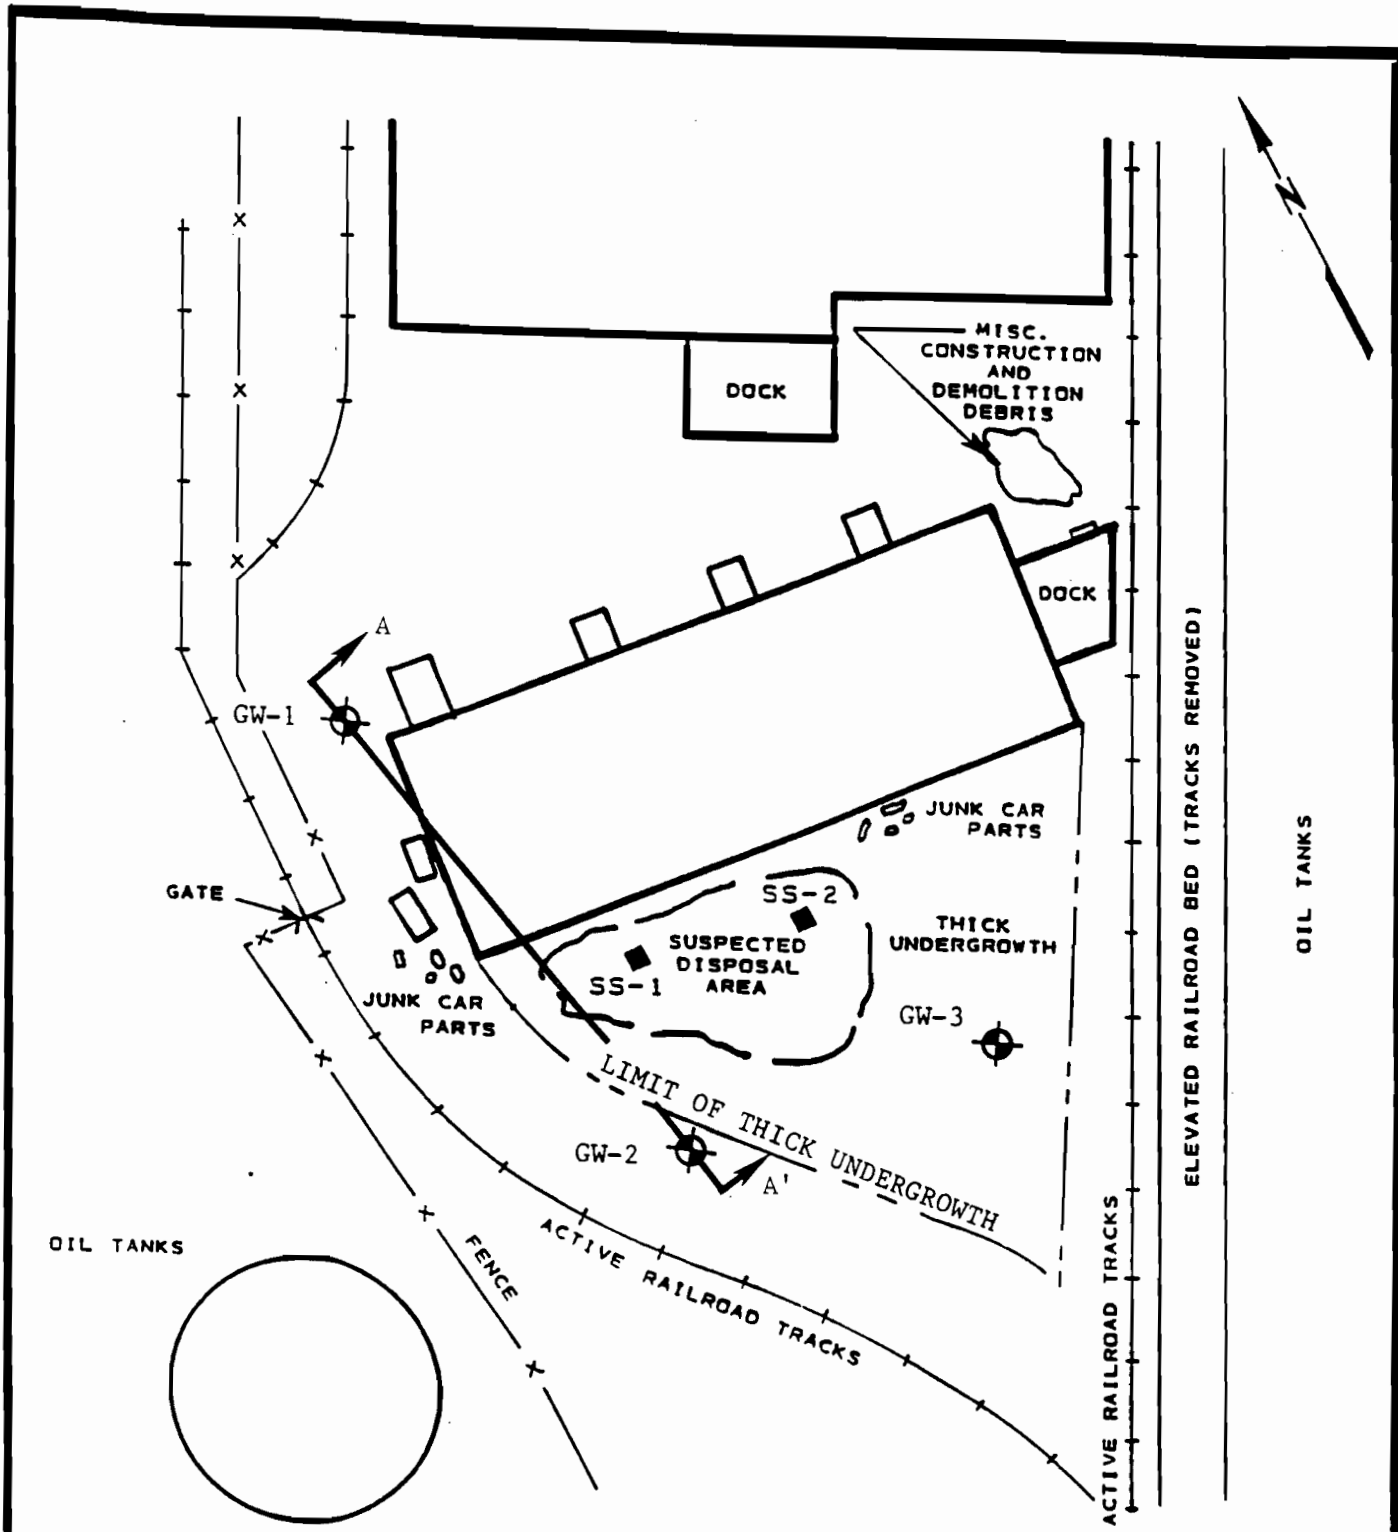 N
MISC.
CONSTRUCTION
AND
DEMOLITION
DEBRIS
DOCK
DOCK
A
GW-1
ELEVATED RAILROAD BED (TRACKS REMOVED)
JUNK CAR
PARTS
OIL TANKS
GATE
SS-2
THICK
UNDERGROWTH
SUSPECTED
DISPOSAL
AREA
SS-1
JUNK CAR
PARTS
GW-3
LIMIT OF THICK UNDERGROWTH
GW-2
A'
OIL TANKS
FENCE
ACTIVE RAILROAD TRACKS
ACTIVE RAILROAD TRACKS